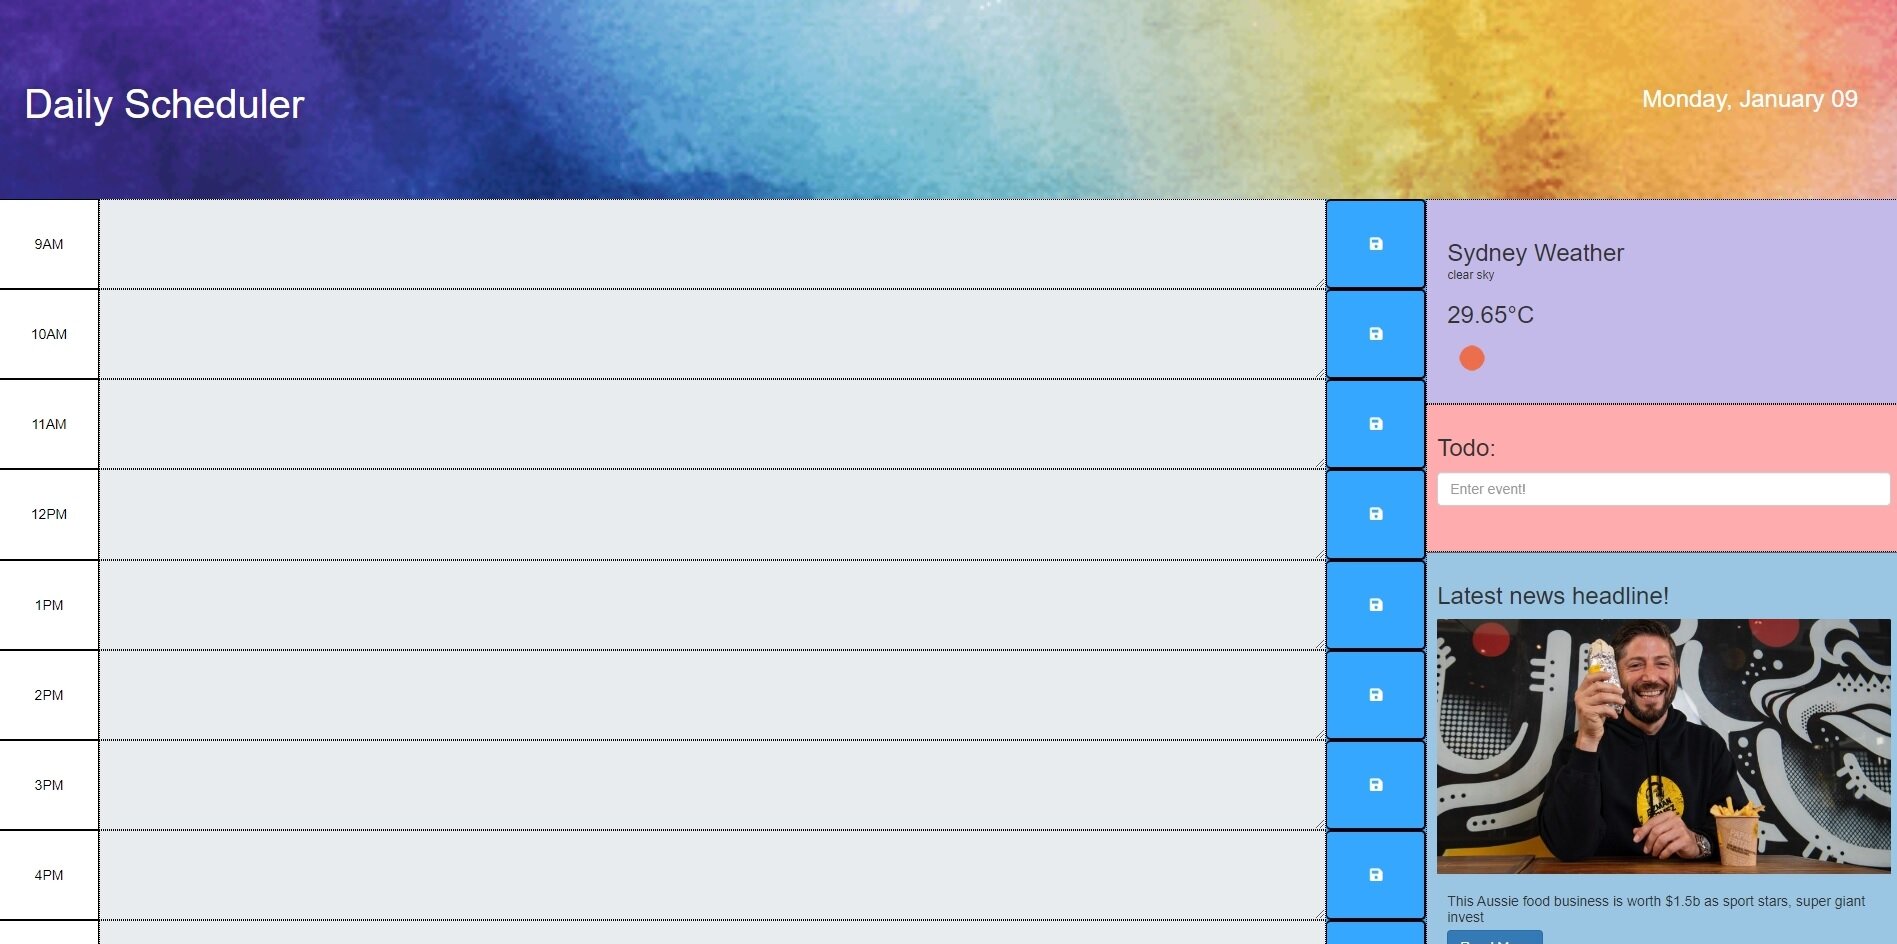 Daily Scheduler
Monday, January 09
9AM
10AM
11AM
12PM
1PM
2PM
3PM
4PM
Sydney Weather
clear sky
29.65°C
Todo:
Enter event!
Latest news headline!
This Aussie food business is worth $1.5b as sport stars, super giant
invest